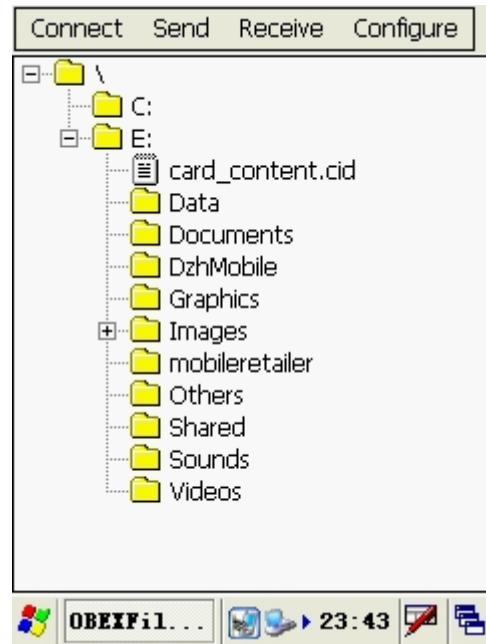 Connect Send Receive Configure
\
C:
E:
card_content.cid
Data
Documents
DzhMobile
Graphics
Images
mobileretailer
Others
Shared
Sounds
Videos
OBEXFil... 23:43